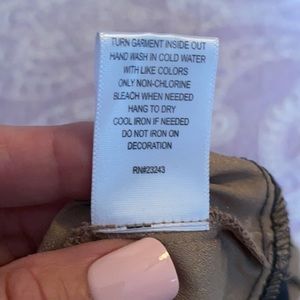 TURN GARMENT INSIDE OUT
HAND WASH IN COLD WATER
WITH LIKE COLORS
ONLY NON-CHLORINE
BLEACH WHEN NEEDED
HANG TO DRY
COOL IRON IF NEEDED
DO NOT IRON ON
DECORATION
RN#23243